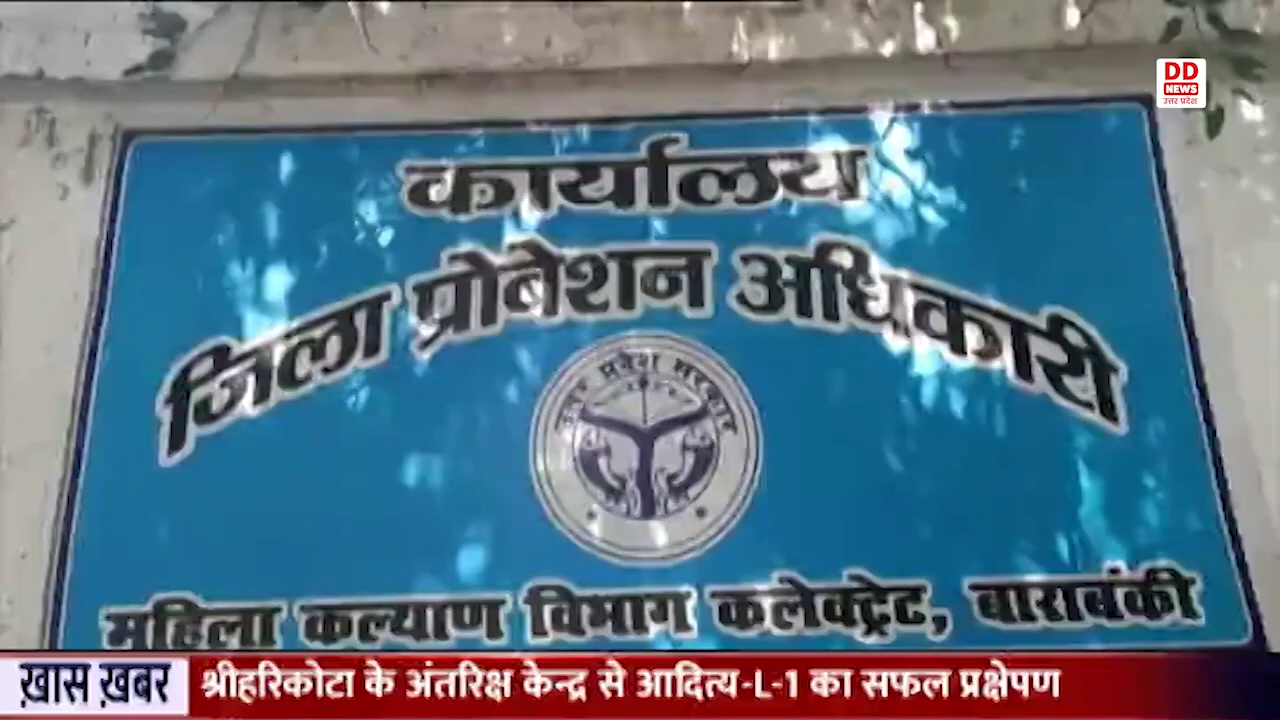 DD
NEWS
उत्तर प्रदेश
कार्यालय
जिला प्रोबेशन अधिकारी
उत्तर प्रदेश सरकार
महिला कल्याण विभाग कलेक्ट्रेट, बाराबंकी
ख़ास ख़बर
श्रीहरिकोटा के अंतरिक्ष केन्द्र से आदित्य-L-1 का सफल प्रक्षेपण